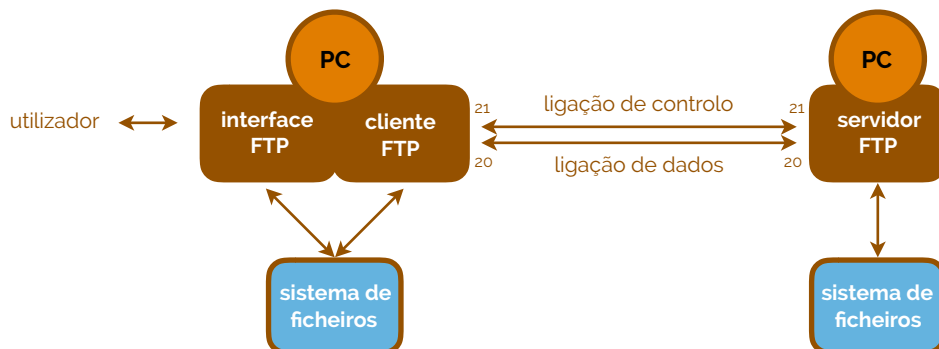 PC
PC
utilizador
interface
FTP
cliente
FTP
21
ligação de controlo
21
servidor
FTP
20
ligação de dados
20
sistema de
ficheiros
sistema de
ficheiros